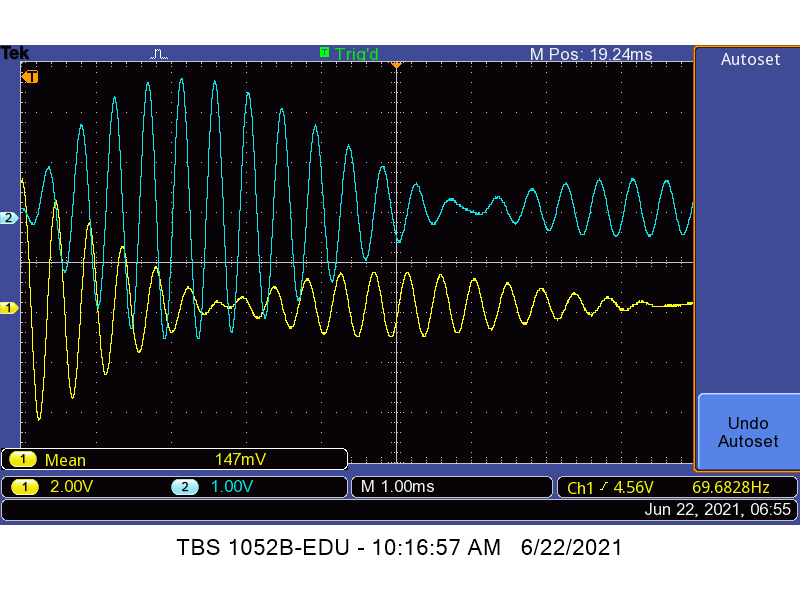 Tek T Trig'd M Pos: 19.24ms Autoset
T
2
1
Undo
Autoset
1 Mean 147mV
1 2.00V 2 1.00V M 1.00ms Ch1 4.56V 69.6828Hz
Jun 22, 2021, 06:55
TBS 1052B-EDU - 10:16:57 AM 6/22/2021